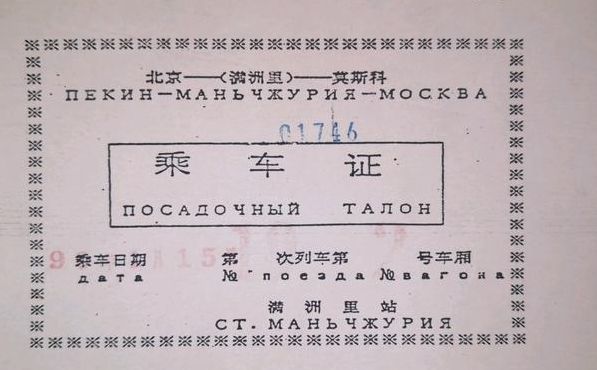 北京——(满洲里)——莫斯科
ПЕКИН—МАНЬЧЖУРИЯ—МОСКВА
01746
乘 车 证
ПОСАДОЧНЫЙ ТАЛОН
乘车日期 第 次列车第 号车厢
дата № поезда № вагона
满洲里站
СТ. МАНЬЧЖУРИЯ